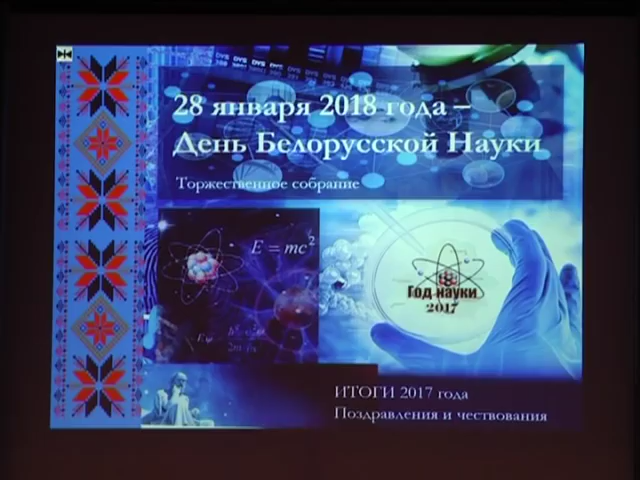 28 января 2018 года –
День Белорусской Науки
Торжественное собрание
E = mc²
Год науки
2017
ИТОГИ 2017 года
Поздравления и чествования